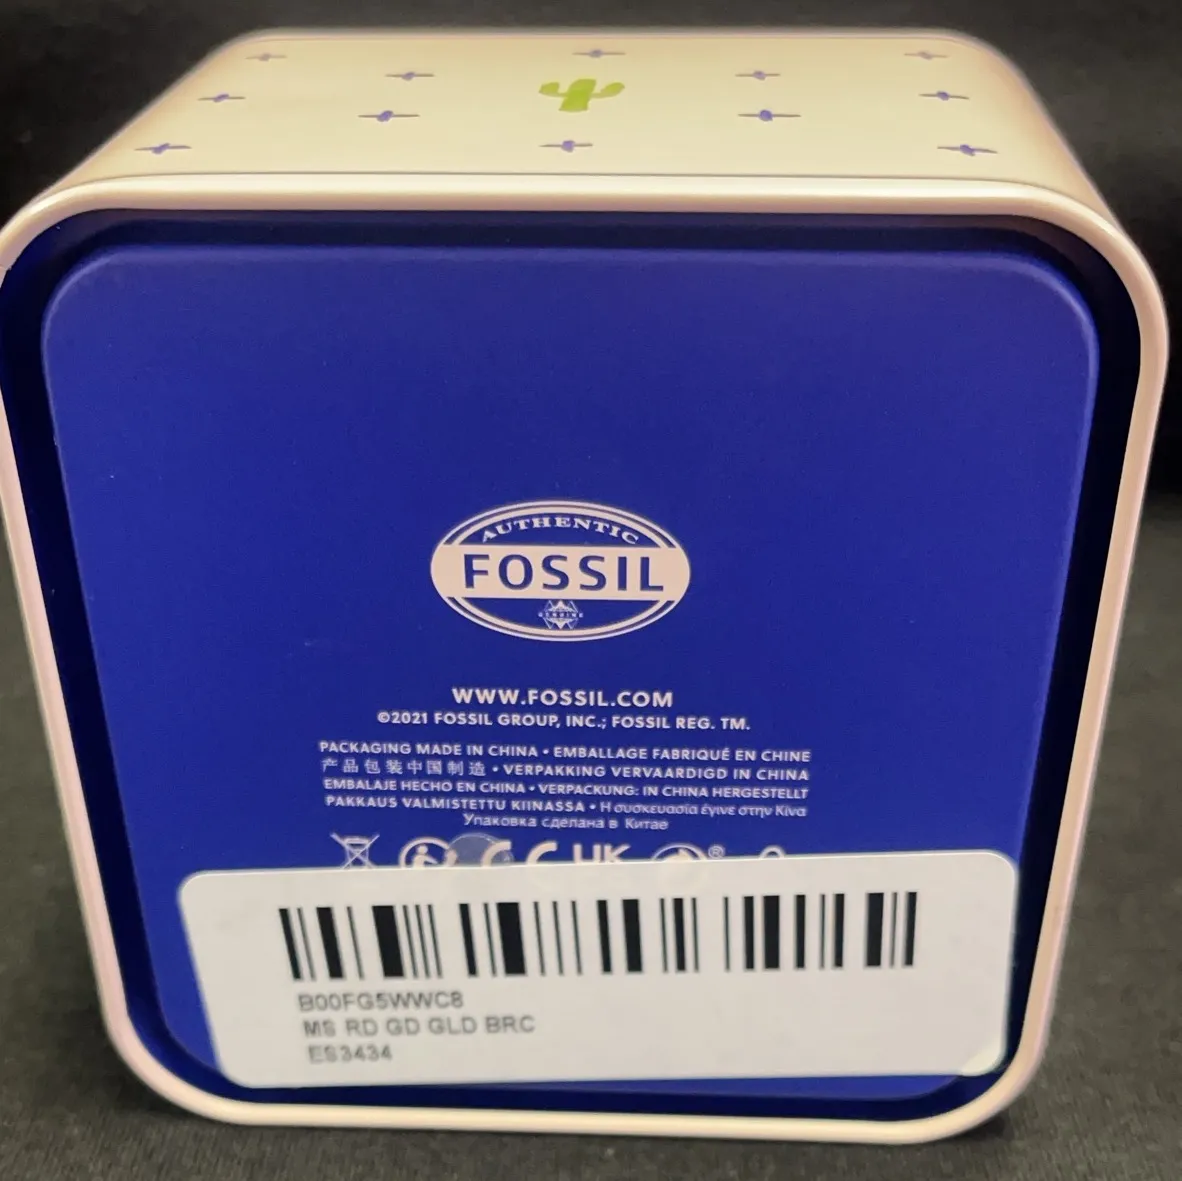 AUTHENTIC
FOSSIL
GENUINE
WWW.FOSSIL.COM
©2021 FOSSIL GROUP, INC.; FOSSIL REG. TM.
PACKAGING MADE IN CHINA • EMBALLAGE FABRIQUÉ EN CHINE
产品包装中国制造 • VERPAKKING VERVAARDIGD IN CHINA
EMBALAJE HECHO EN CHINA • VERPACKUNG: IN CHINA HERGESTELLT
PAKKAUS VALMISTETTU KIINASSA • Η συσκευασία έγινε στην Κίνα
Упаковка сделана в Китае
UK ®
B00FG5WWC8
MS RD GD GLD BRC
ES3434